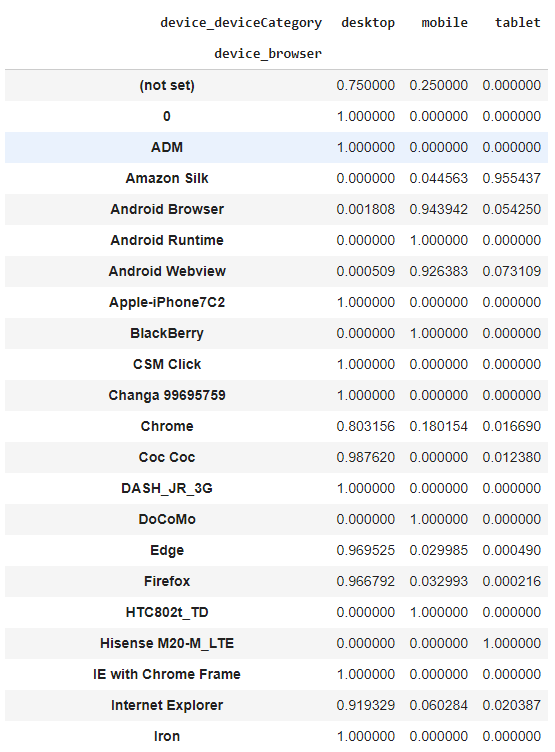 device_deviceCategory desktop mobile tablet
device_browser
(not set) 0.750000 0.250000 0.000000
0 1.000000 0.000000 0.000000
ADM 1.000000 0.000000 0.000000
Amazon Silk 0.000000 0.044563 0.955437
Android Browser 0.001808 0.943942 0.054250
Android Runtime 0.000000 1.000000 0.000000
Android Webview 0.000509 0.926383 0.073109
Apple-iPhone7C2 1.000000 0.000000 0.000000
BlackBerry 0.000000 1.000000 0.000000
CSM Click 1.000000 0.000000 0.000000
Changa 99695759 1.000000 0.000000 0.000000
Chrome 0.803156 0.180154 0.016690
Coc Coc 0.987620 0.000000 0.012380
DASH_JR_3G 1.000000 0.000000 0.000000
DoCoMo 0.000000 1.000000 0.000000
Edge 0.969525 0.029985 0.000490
Firefox 0.966792 0.032993 0.000216
HTC802t_TD 0.000000 1.000000 0.000000
Hisense M20-M_LTE 0.000000 0.000000 1.000000
IE with Chrome Frame 1.000000 0.000000 0.000000
Internet Explorer 0.919329 0.060284 0.020387
Iron 1.000000 0.000000 0.000000